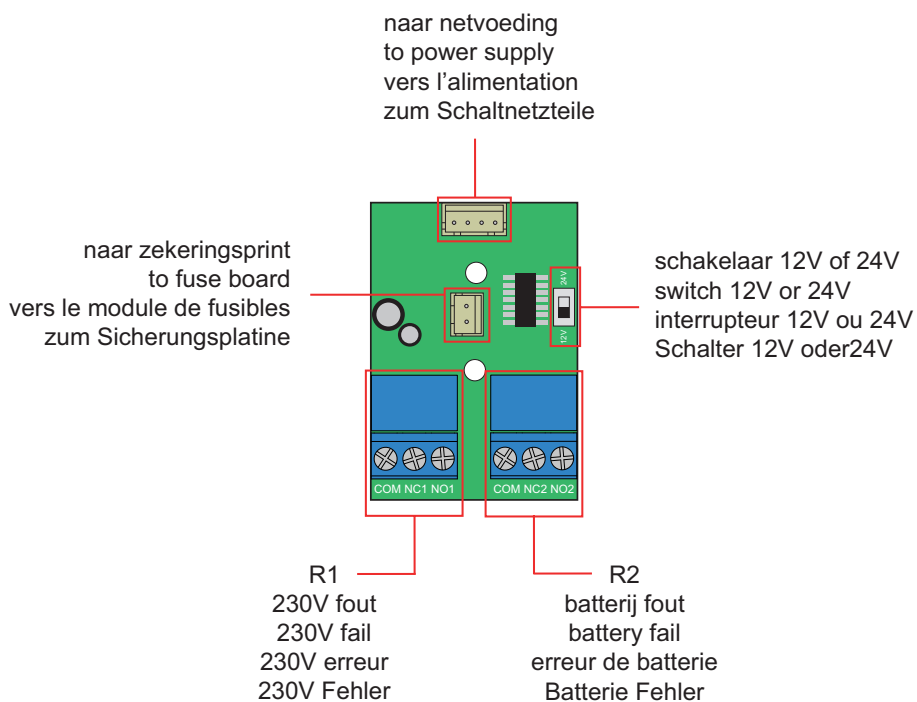 naar netvoeding
to power supply
vers l'alimentation
zum Schaltnetzteile
naar zekeringsprint
to fuse board
vers le module de fusibles
zum Sicherungsplatine
24V
12V
schakelaar 12V of 24V
switch 12V or 24V
interrupteur 12V ou 24V
Schalter 12V oder24V
COM NC1 NO1
COM NC2 NO2
R1
230V fout
230V fail
230V erreur
230V Fehler
R2
batterij fout
battery fail
erreur de batterie
Batterie Fehler